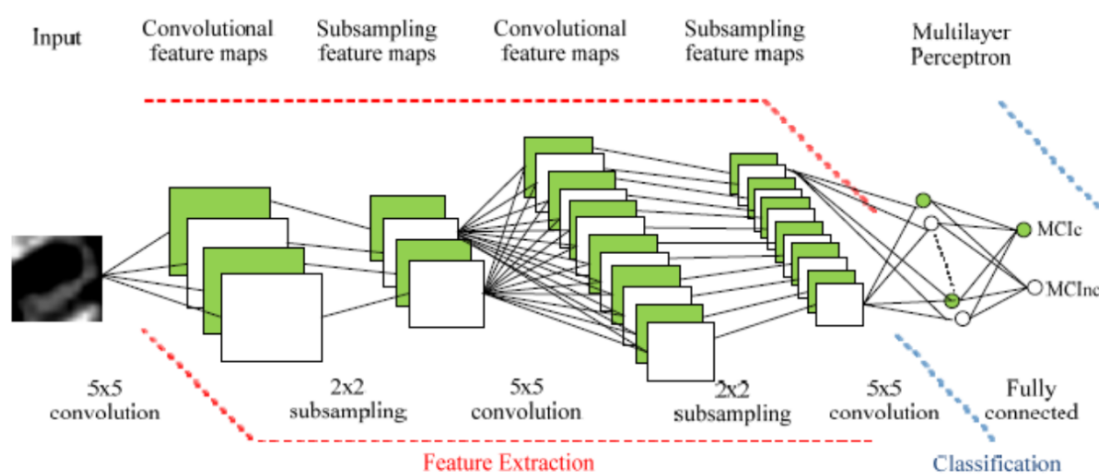 Input
Convolutional
feature maps
Subsampling
feature maps
Convolutional
feature maps
Subsampling
feature maps
Multilayer
Perceptron
MCIc
MCInc
5x5
convolution
2x2
subsampling
5x5
convolution
2x2
subsampling
5x5
convolution
Fully
connected
Feature Extraction
Classification